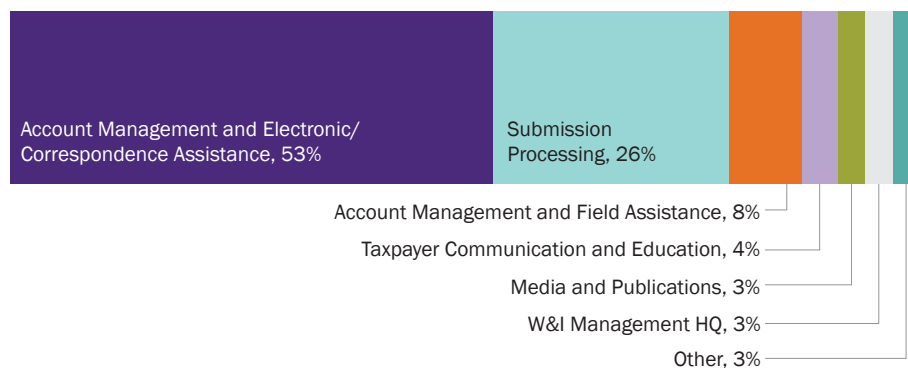 Account Management and Electronic/
Correspondence Assistance, 53%
Submission
Processing, 26%
Account Management and Field Assistance, 8%
Taxpayer Communication and Education, 4%
Media and Publications, 3%
W&I Management HQ, 3%
Other, 3%